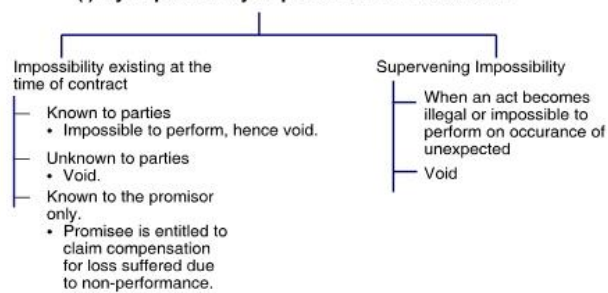 Impossibility existing at the
time of contract
Known to parties
• Impossible to perform, hence void.
Unknown to parties
• Void.
Known to the promisor
only.
• Promisee is entitled to
claim compensation
for loss suffered due
to non-performance.
Supervening Impossibility
When an act becomes
illegal or impossible to
perform on occurance of
unexpected
Void